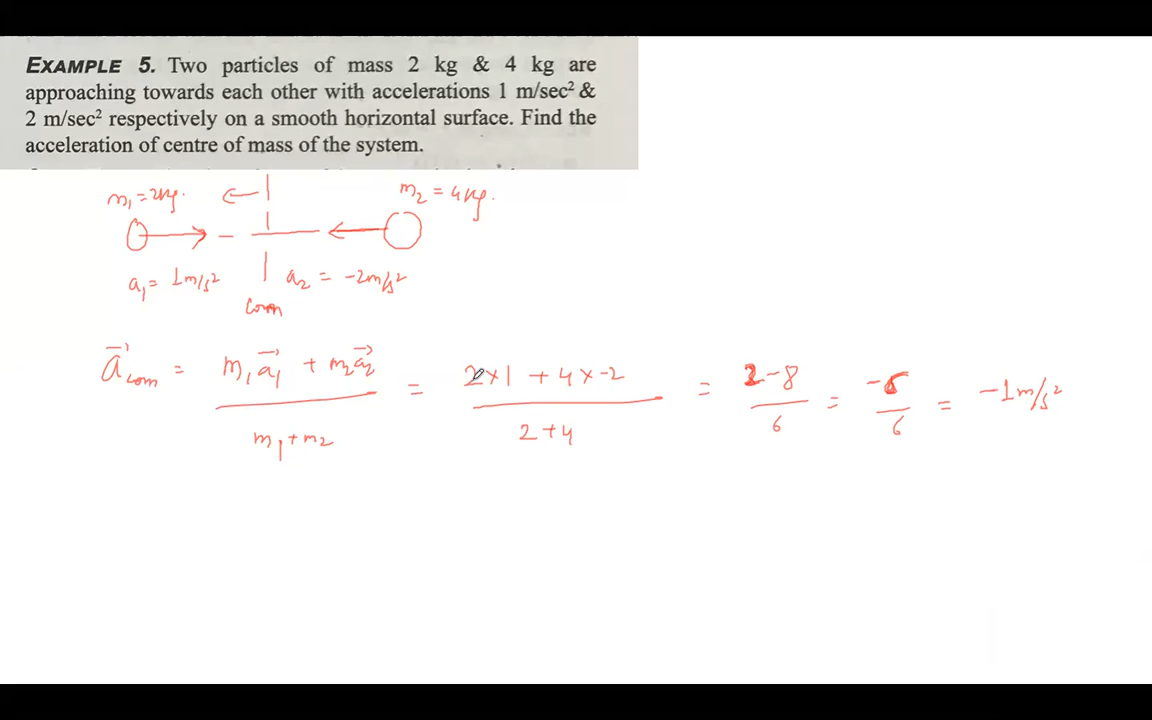 EXAMPLE 5. Two particles of mass 2 kg & 4 kg are
approaching towards each other with accelerations 1 m/sec² &
2 m/sec² respectively on a smooth horizontal surface. Find the
acceleration of centre of mass of the system.
m₁ = 2kg. m₂ = 4kg.
a₁ = 1m/s² a₂ = -2m/s²
com
a⃗com = (m₁a⃗₁ + m₂a⃗₂)/(m₁+m₂) = (2×1 + 4×-2)/(2+4) = (2-8)/6 = -6/6 = -1m/s²